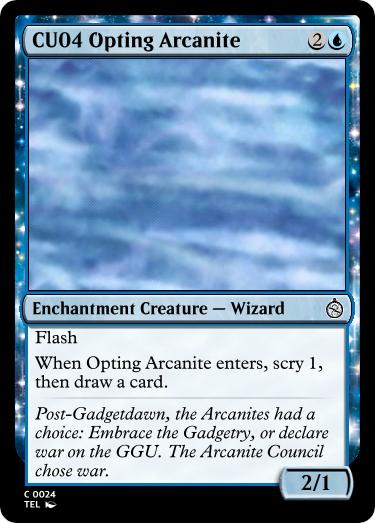 CU04 Opting Arcanite 2
Enchantment Creature — Wizard
Flash
When Opting Arcanite enters, scry 1,
then draw a card.
Post-Gadgetdawn, the Arcanites had a
choice: Embrace the Gadgetry, or declare
war on the GGU. The Arcanite Council
chose war.
2/1
C 0024
TEL